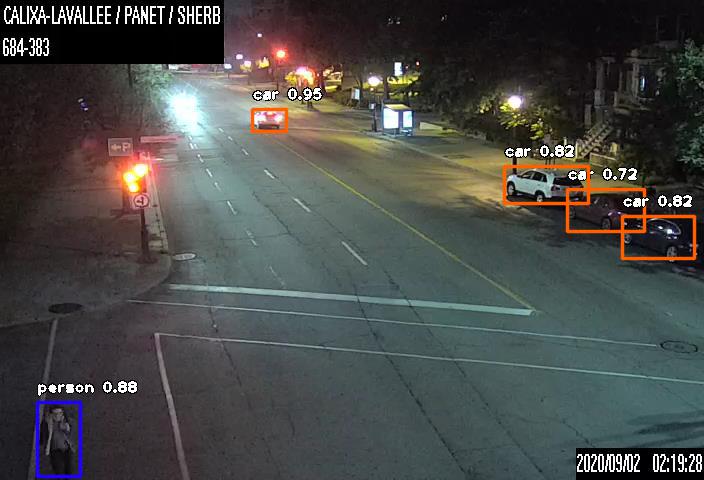 CALIXA-LAVALLEE / PANET / SHERB
684-383
car 0.95
car 0.82
car 0.72
car 0.82
←P
person 0.88
2020/09/02 02:19:28